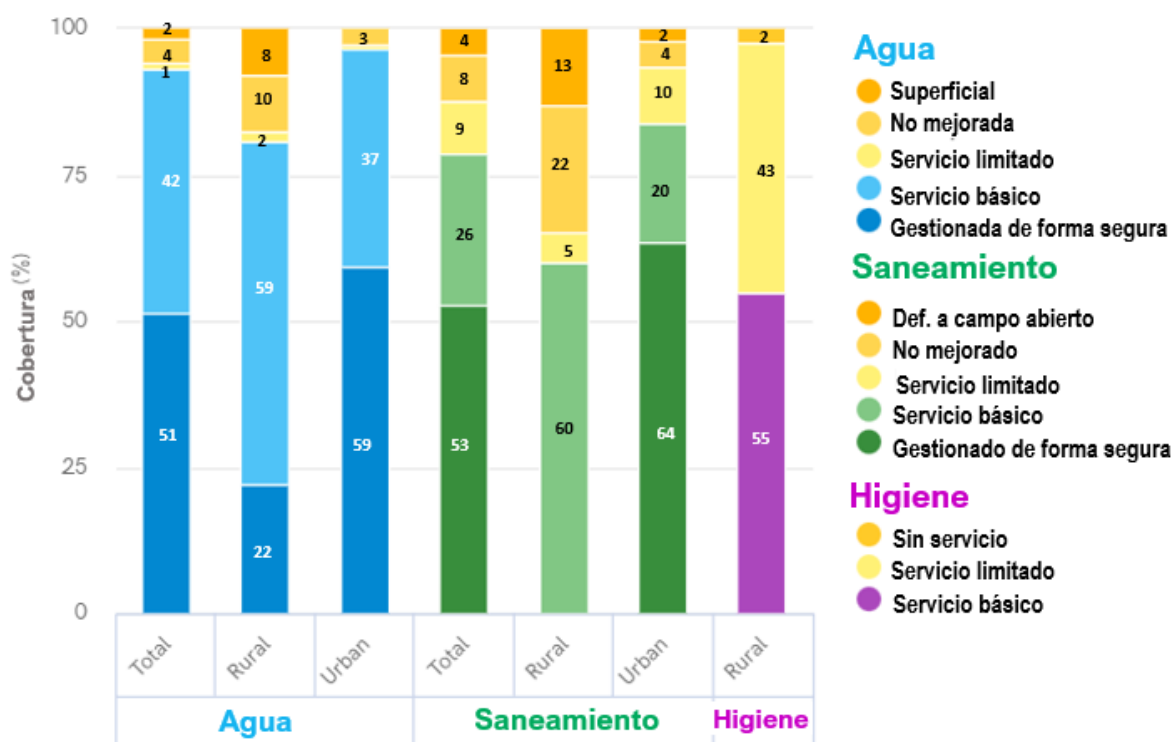 Cobertura (%)
100
75
50
25
0
2
4
1
42
51
8
10
2
59
22
3
37
59
4
8
9
26
53
13
22
5
60
2
4
10
20
64
2
43
55
Total
Rural
Urban
Total
Rural
Urban
Rural
Agua
Saneamiento
Higiene
Agua
Superficial
No mejorada
Servicio limitado
Servicio básico
Gestionada de forma segura
Saneamiento
Def. a campo abierto
No mejorado
Servicio limitado
Servicio básico
Gestionado de forma segura
Higiene
Sin servicio
Servicio limitado
Servicio básico